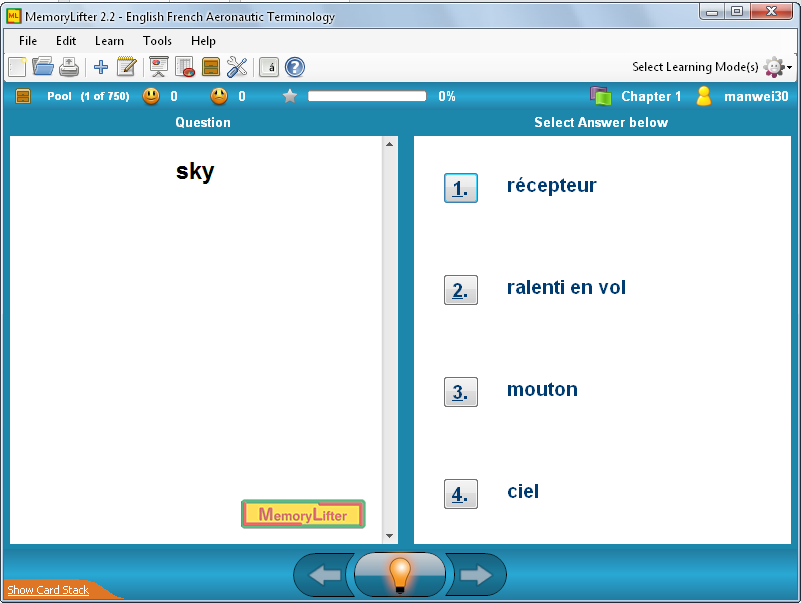 ML MemoryLifter 2.2 - English French Aeronautic Terminology
File Edit Learn Tools Help
á ? Select Learning Mode(s)
Pool (1 of 750) 0 0 0% Chapter 1 manwei30
Question Select Answer below
sky
1. récepteur
2. ralenti en vol
3. mouton
4. ciel
MemoryLifter
Show Card Stack